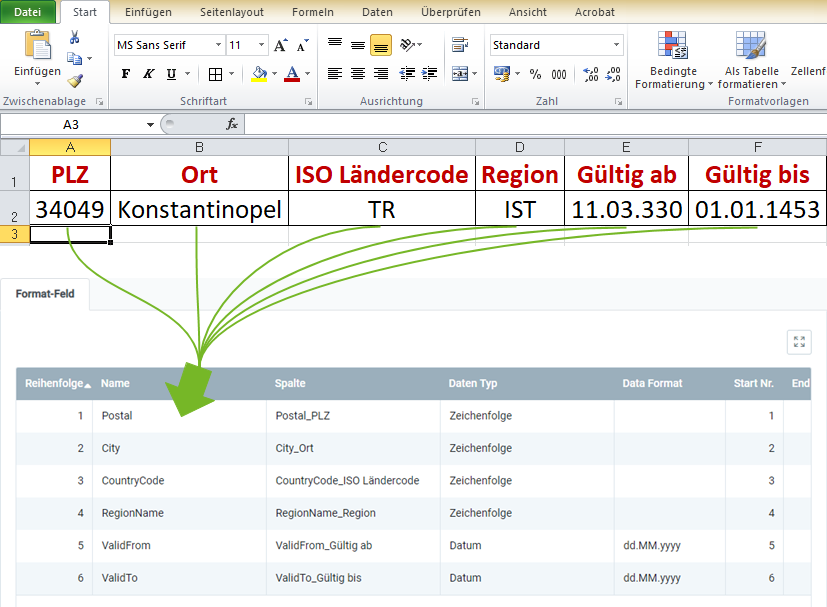 Datei Start Einfügen Seitenlayout Formeln Daten Überprüfen Ansicht Acrobat
MS Sans Serif 11 A A Standard
Einfügen F K U A % 000 Bedingte Formatierung Als Tabelle formatieren Zellenf
Zwischenablage Schriftart Ausrichtung Zahl Formatvorlagen
A3 fx
A B C D E F
1 PLZ Ort ISO Ländercode Region Gültig ab Gültig bis
2 34049 Konstantinopel TR IST 11.03.330 01.01.1453
3
Format-Feld
Reihenfolge Name Spalte Daten Typ Data Format Start Nr. End
1 Postal Postal_PLZ Zeichenfolge 1
2 City City_Ort Zeichenfolge 2
3 CountryCode CountryCode_ISO Ländercode Zeichenfolge 3
4 RegionName RegionName_Region Zeichenfolge 4
5 ValidFrom ValidFrom_Gültig ab Datum dd.MM.yyyy 5
6 ValidTo ValidTo_Gültig bis Datum dd.MM.yyyy 6